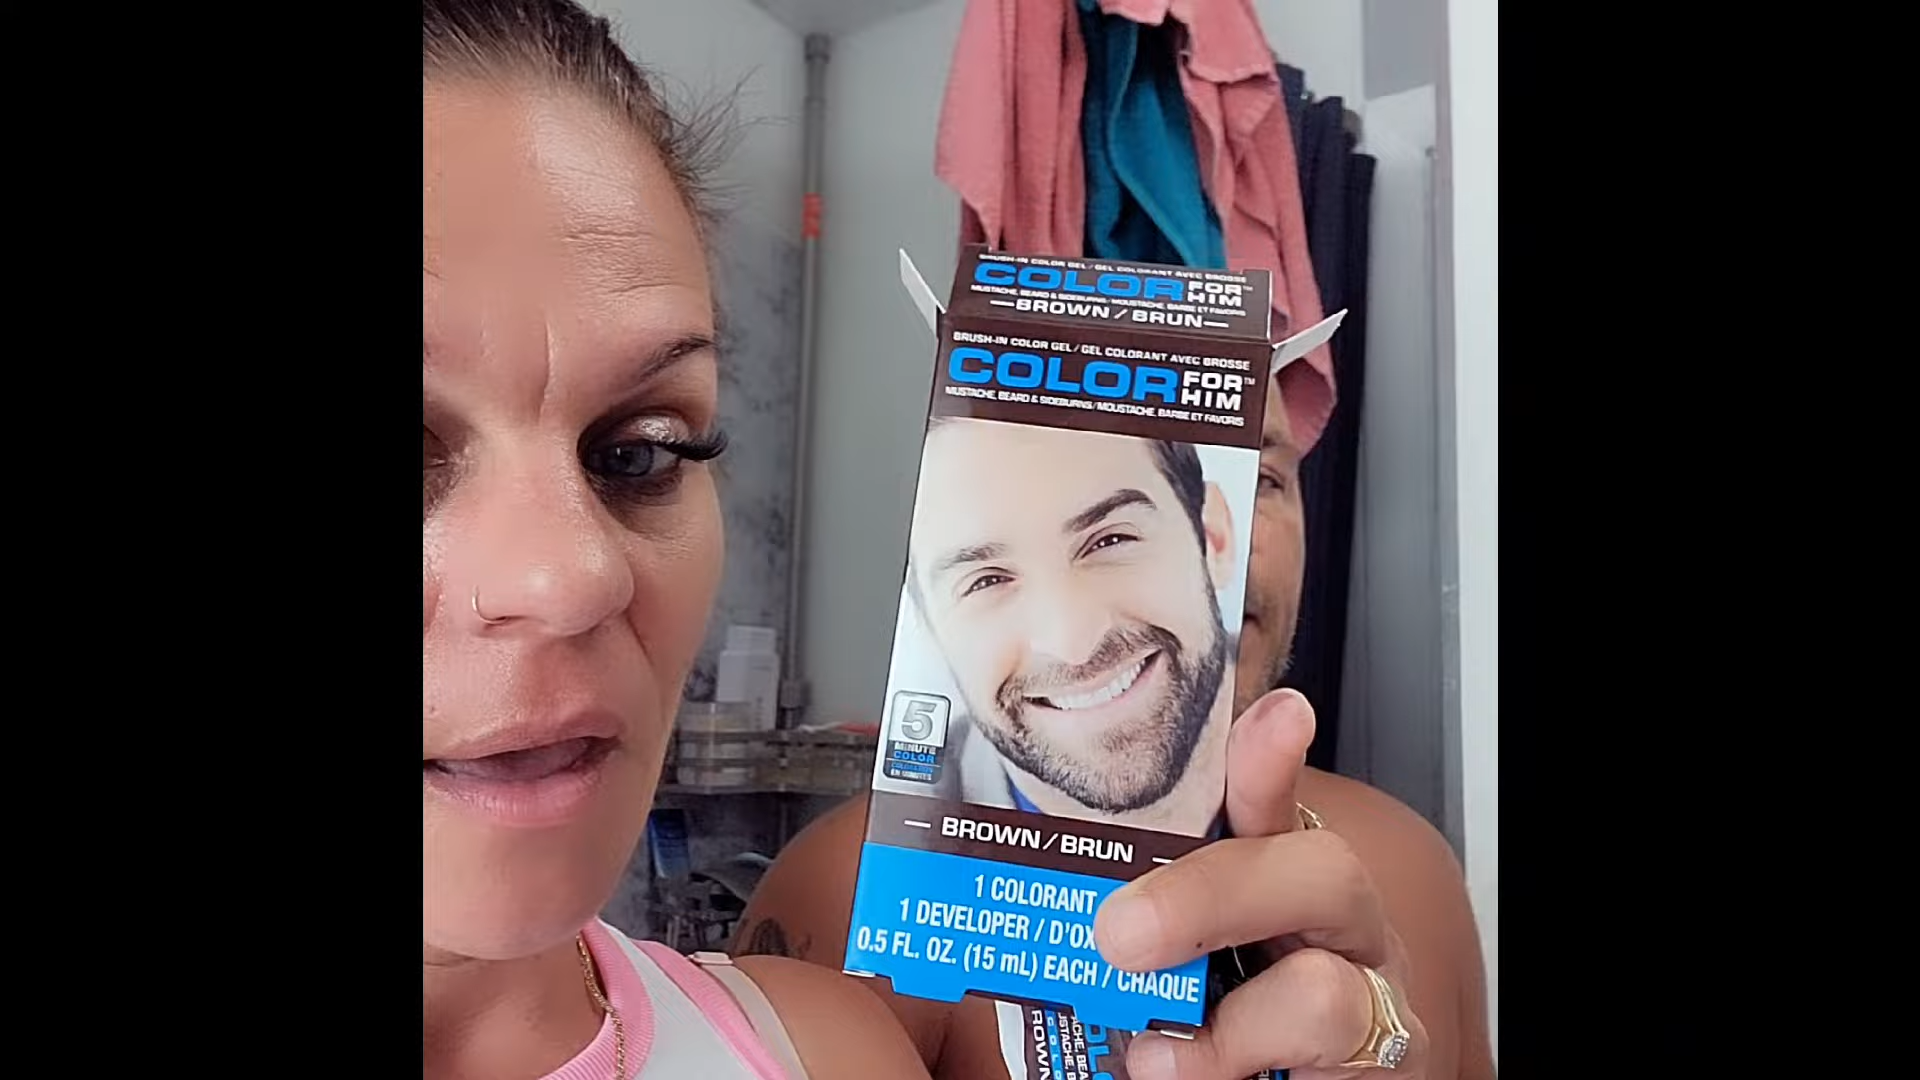 BRUSH-IN COLOR GEL / GEL COLORANT AVEC BROSSE
COLOR FOR HIM™
MUSTACHE, BEARD & SIDEBURNS / MOUSTACHE, BARBE ET FAVORIS
— BROWN / BRUN —
BRUSH-IN COLOR GEL / GEL COLORANT AVEC BROSSE
COLOR FOR HIM™
MUSTACHE, BEARD & SIDEBURNS / MOUSTACHE, BARBE ET FAVORIS
5
MINUTE
COLOR
— BROWN / BRUN —
1 COLORANT
1 DEVELOPER / D'OX
0.5 FL. OZ. (15 mL) EACH / CHAQUE